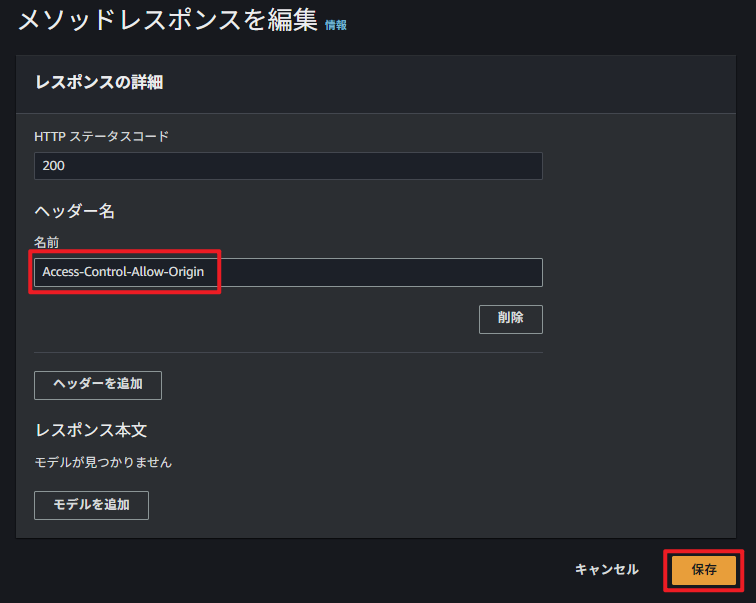 メソッドレスポンスを編集 情報
レスポンスの詳細
HTTP ステータスコード
200
ヘッダー名
名前
Access-Control-Allow-Origin
削除
ヘッダーを追加
レスポンス本文
モデルが見つかりません
モデルを追加
キャンセル 保存